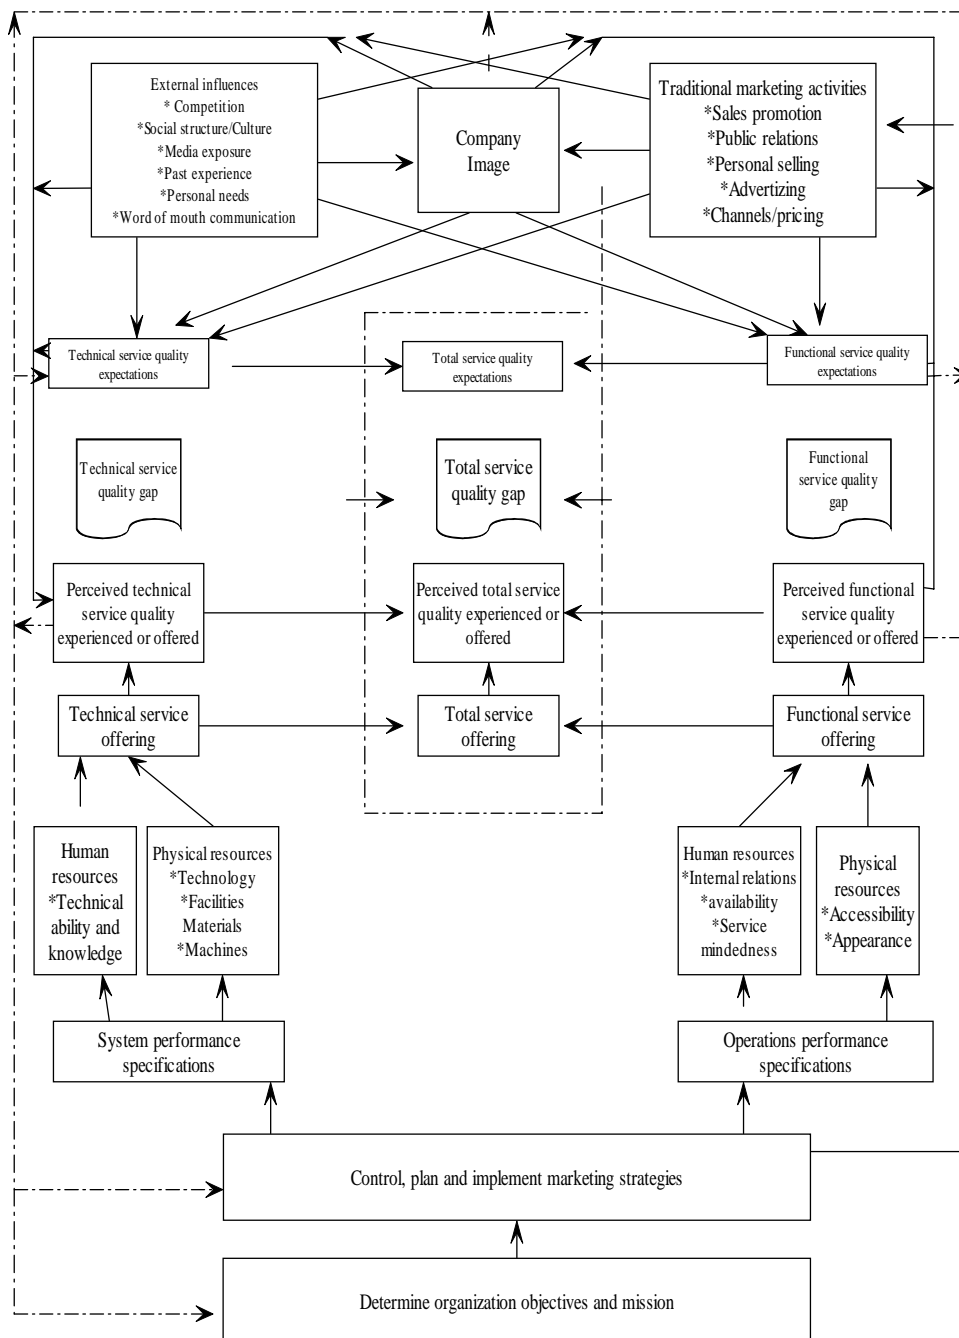 External influences
* Competition
*Social structure/Culture
*Media exposure
*Past experience
*Personal needs
*Word of mouth communication
Company
Image
Traditional marketing activities
*Sales promotion
*Public relations
*Personal selling
*Advertizing
*Channels/pricing
Technical service quality
expectations
Total service quality
expectations
Functional service quality
expectations
Technical service
quality gap
Total service
quality gap
Functional
service quality
gap
Perceived technical
service quality
experienced or offered
Perceived total service
quality experienced or
offered
Perceived functional
service quality
experienced or offered
Technical service
offering
Total service
offering
Functional service
offering
Human
resources
*Technical
ability and
knowledge
Physical resources
*Technology
*Facilities
Materials
*Machines
Human resources
*Internal relations
*availability
*Service
mindedness
Physical
resources
*Accessibility
*Appearance
System performance
specifications
Operations performance
specifications
Control, plan and implement marketing strategies
Determine organization objectives and mission